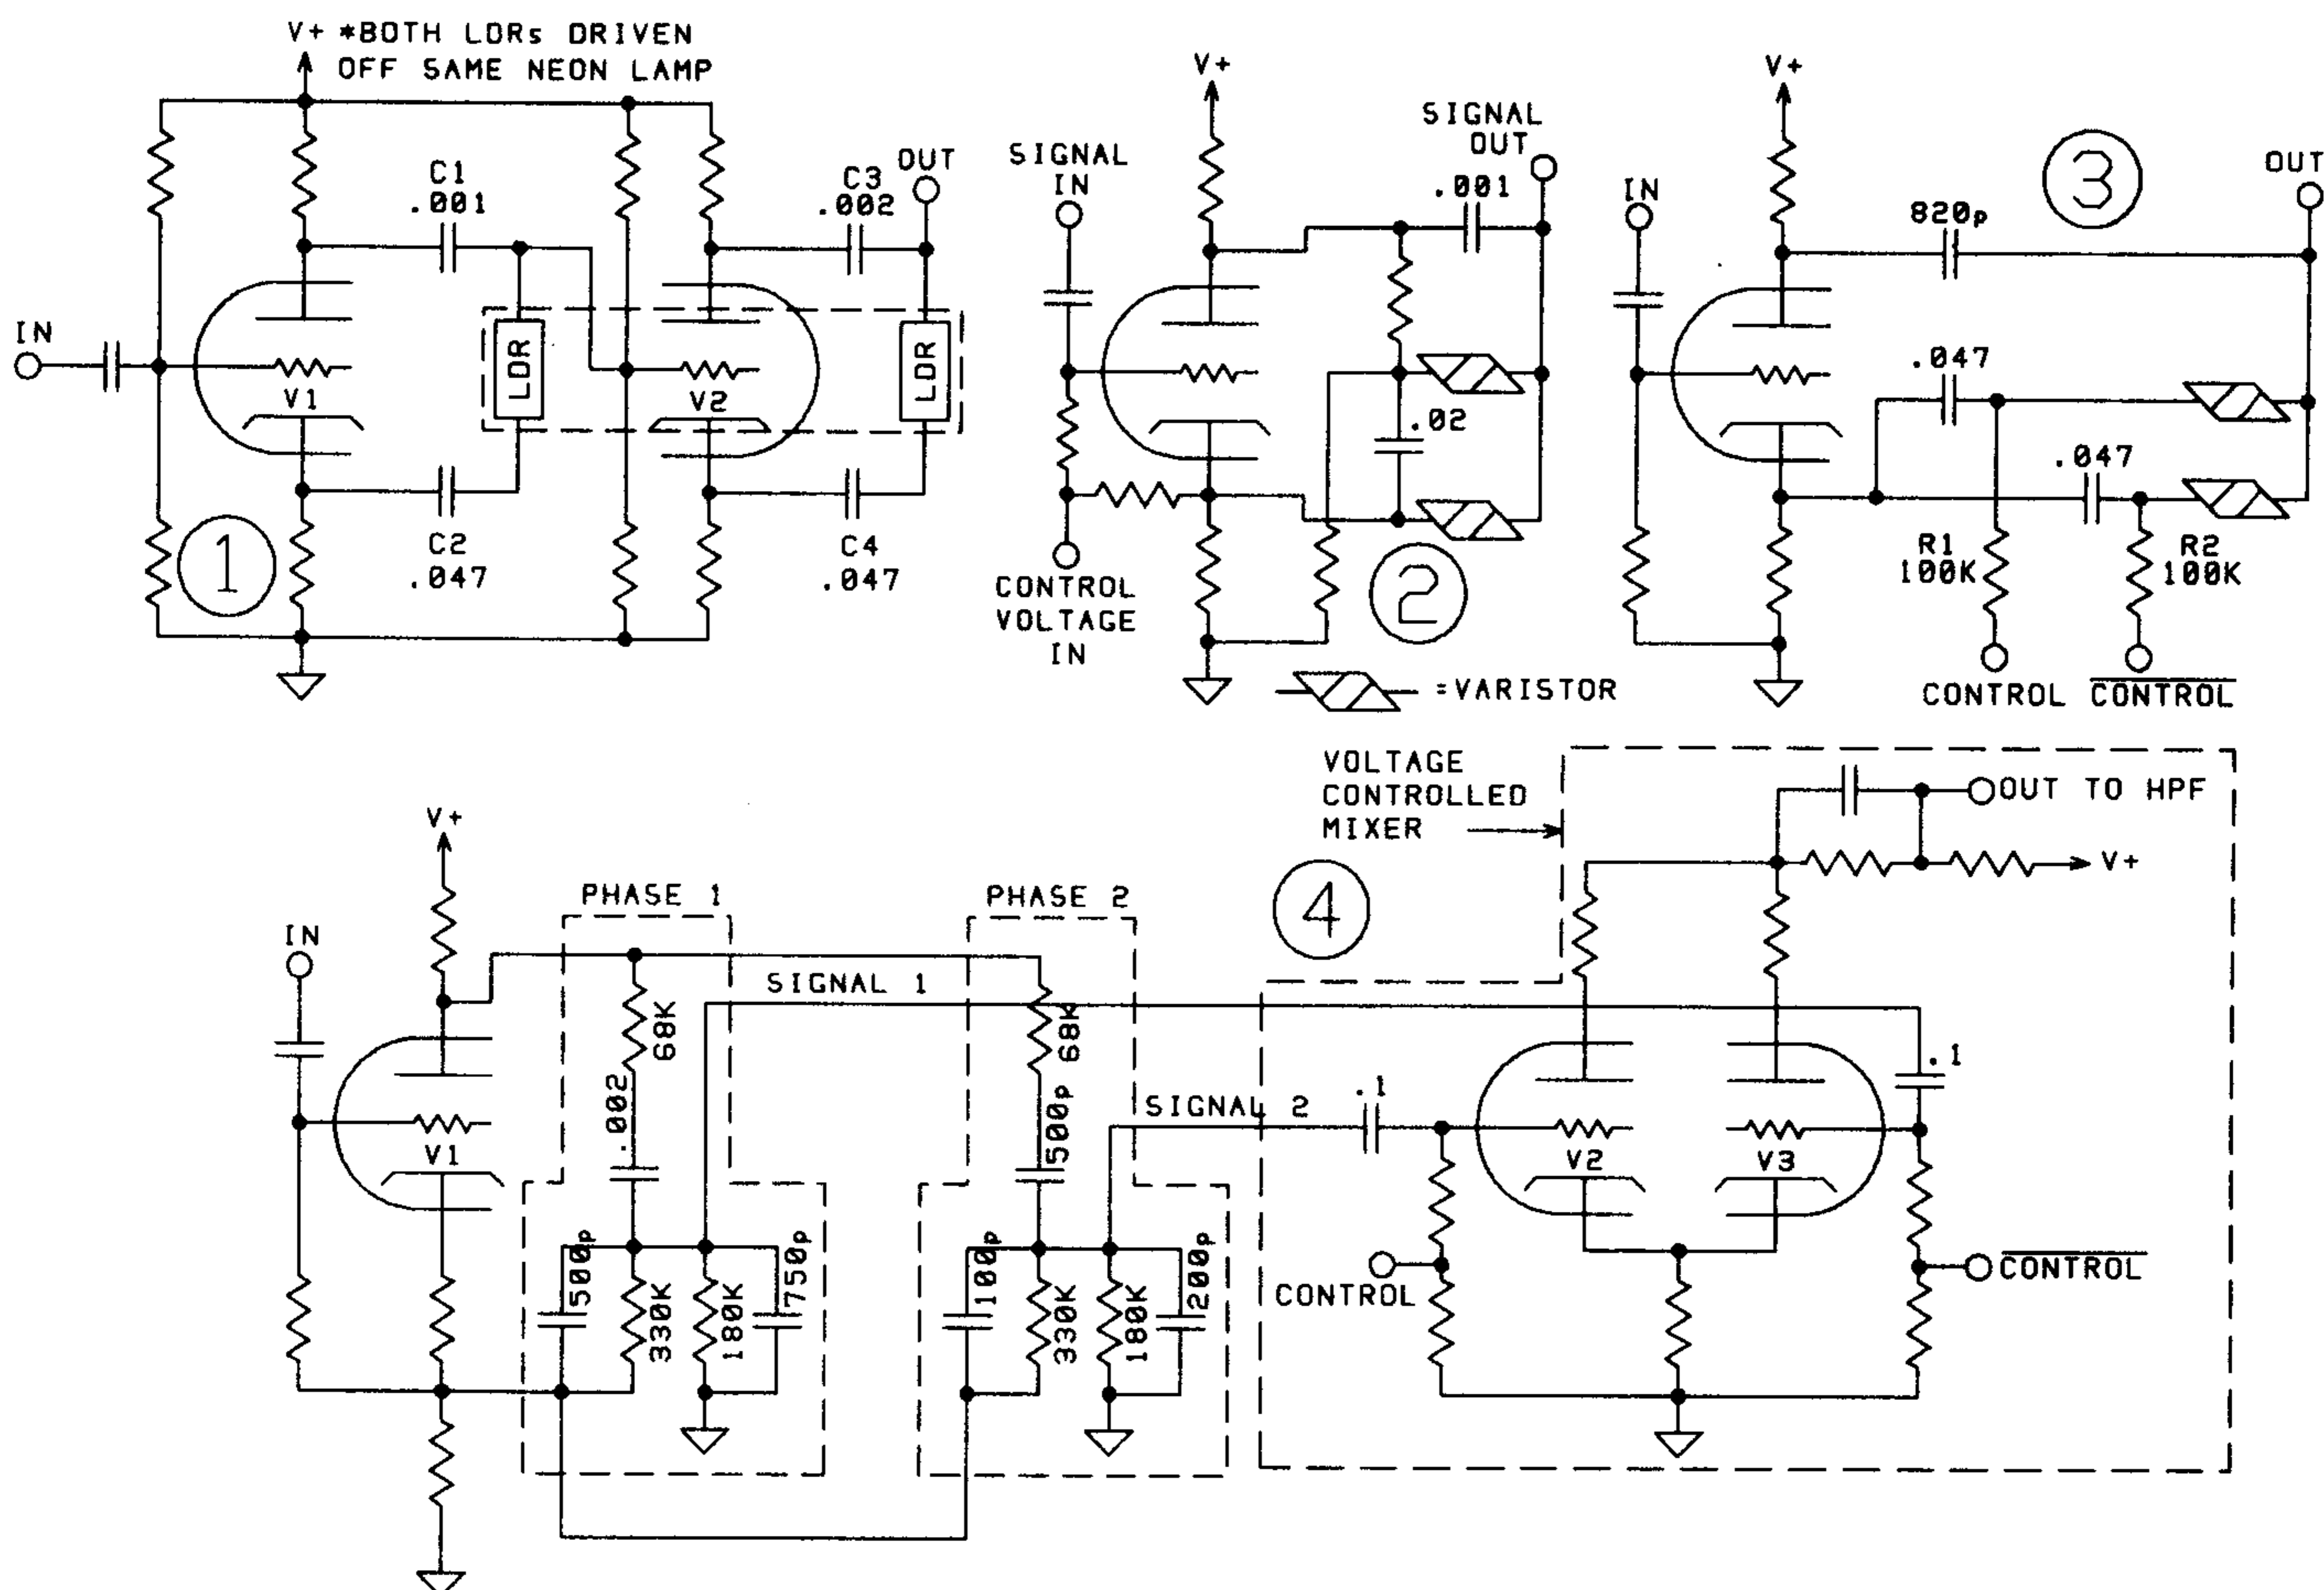 V+ *BOTH LDRs DRIVEN
OFF SAME NEON LAMP
IN
C1
.001
C3
.002
OUT
LDR
LDR
V1
V2
C2
.047
C4
.047
1
V+
SIGNAL
IN
SIGNAL
OUT
.001
.02
CONTROL
VOLTAGE
IN
2
=VARISTOR
V+
IN
3
OUT
820p
.047
.047
R1
100K
R2
100K
CONTROL
CONTROL
V+
IN
V1
PHASE 1
SIGNAL 1
68K
.002
500p
330K
180K
750p
PHASE 2
68K
500p
100p
330K
180K
200p
4
VOLTAGE
CONTROLLED
MIXER
OUT TO HPF
V+
SIGNAL 2
.1
.1
V2
V3
CONTROL
CONTROL